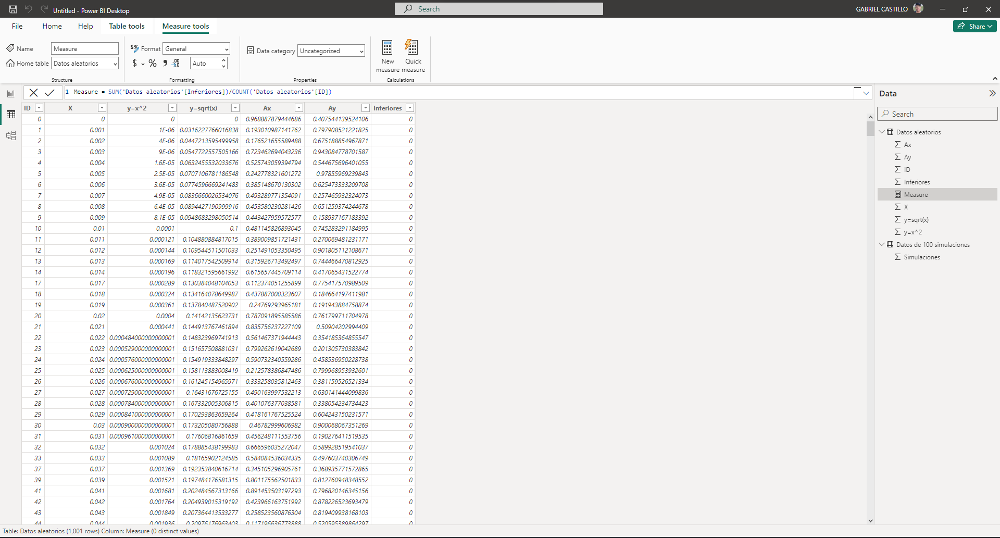 Untitled - Power BI Desktop
Search
GABRIEL CASTILLO
File Home Help Table tools Measure tools
Share
Name Measure
Home table Datos aleatorios
Structure
$% Format General
$ % , .00 Auto
Formatting
Data category Uncategorized
Properties
New measure
Quick measure
Calculations
1 Measure = SUM('Datos aleatorios'[Inferiores])/COUNT('Datos aleatorios'[ID])
ID X y=x^2 y=sqrt(x) Ax Ay Inferiores
0 0 0 0 0.968887879444686 0.407544139524106 0
1 0.001 1E-06 0.0316227766016838 0.193010987141762 0.797908521221825 0
2 0.002 4E-06 0.0447213595499958 0.176521655589488 0.675188854967871 0
3 0.003 9E-06 0.0547722557505166 0.723462694043236 0.943084778701587 0
4 0.004 1.6E-05 0.0632455532033676 0.525743059394794 0.544675696401055 0
5 0.005 2.5E-05 0.0707106781186548 0.242778321601272 0.97855969239843 0
6 0.006 3.6E-05 0.0774596669241483 0.385148670130302 0.625473333209708 0
7 0.007 4.9E-05 0.0836660026534076 0.493289771354091 0.257465932324073 0
8 0.008 6.4E-05 0.0894427190999916 0.453580230281426 0.651259374244678 0
9 0.009 8.1E-05 0.0948683298050514 0.443427959572577 0.158937167183392 0
10 0.01 0.0001 0.1 0.481145826893045 0.745283291184995 0
11 0.011 0.000121 0.104880884817015 0.389009851721431 0.270069481231171 0
12 0.012 0.000144 0.109544511501033 0.251491053350495 0.901805112108671 0
13 0.013 0.000169 0.114017542509914 0.315926713492497 0.744466470812925 0
14 0.014 0.000196 0.118321595661992 0.615657445709114 0.417065431522774 0
17 0.017 0.000289 0.130384048104053 0.112374051255899 0.775417570989509 0
18 0.018 0.000324 0.134164078649987 0.437887000323607 0.184664197411981 0
19 0.019 0.000361 0.137840487520902 0.24769293965181 0.191943884758874 0
20 0.02 0.0004 0.14142135623731 0.787091895585586 0.761799711704978 0
21 0.021 0.000441 0.144913767461894 0.835756237227109 0.50904202994409 0
22 0.022 0.000484000000000001 0.148323969741913 0.561467371944443 0.354185364855547 0
23 0.023 0.000529000000000001 0.151657508881031 0.799262619042689 0.201305730383842 0
24 0.024 0.000576000000000001 0.154919333848297 0.590732340559286 0.458536950228738 0
25 0.025 0.000625000000000001 0.158113883008419 0.212578386847486 0.799968953932601 0
26 0.026 0.000676000000000001 0.161245154965971 0.333258035812463 0.381159526521334 0
27 0.027 0.000729000000000001 0.16431676725155 0.490163997532213 0.630141444099836 0
28 0.028 0.000784000000000001 0.167332005306815 0.401076377038581 0.338054234734423 0
29 0.029 0.000841000000000001 0.170293863659264 0.418161767525524 0.604243150231571 0
30 0.03 0.000900000000000001 0.173205080756888 0.46782999606982 0.900068067351269 0
31 0.031 0.000961000000000001 0.17606816861659 0.456248111553756 0.190276411519535 0
32 0.032 0.001024 0.178885438199983 0.666596035272047 0.589928519541037 0
33 0.033 0.001089 0.18165902124585 0.584084536034335 0.497603740306749 0
37 0.037 0.001369 0.192353840616714 0.345105296905761 0.368935771572865 0
39 0.039 0.001521 0.197484176581315 0.801175562501833 0.812760948348552 0
41 0.041 0.001681 0.202484567313166 0.891453503197293 0.796820146345156 0
42 0.042 0.001764 0.204939015319192 0.423966163751992 0.878226523693479 0
43 0.043 0.001849 0.207364413533277 0.258523560876304 0.819409938168103 0
44 0.044 0.001936 0.20976176963403 0.117196636773888 0.520595389864297 0
Data
Search
Datos aleatorios
Ax
Ay
ID
Inferiores
Measure
X
y=sqrt(x)
y=x^2
Datos de 100 simulaciones
Simulaciones
Table: Datos aleatorios (1,001 rows) Column: Measure (0 distinct values)